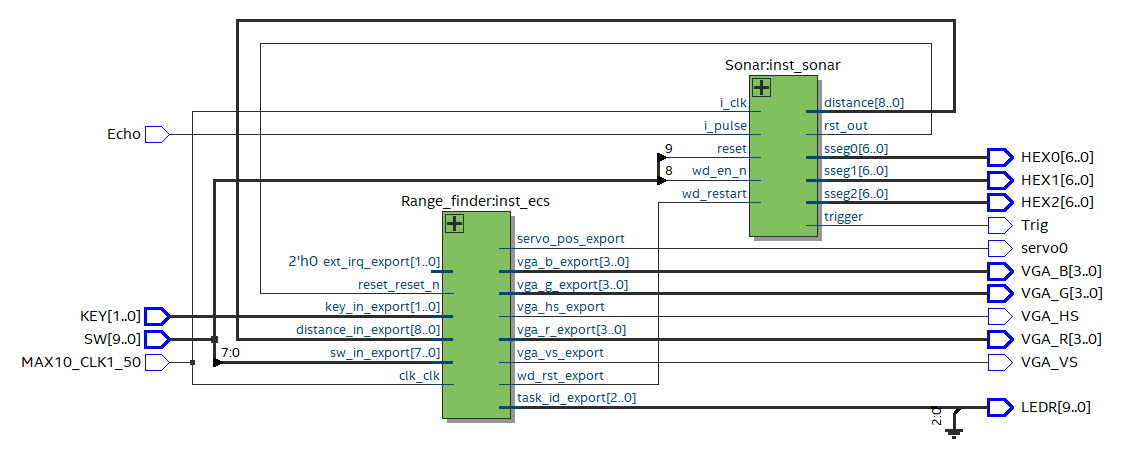 Sonar:inst_sonar
i_clk distance[8..0]
Echo i_pulse rst_out
9 reset sseg0[6..0] HEX0[6..0]
8 wd_en_n sseg1[6..0] HEX1[6..0]
wd_restart sseg2[6..0] HEX2[6..0]
Range_finder:inst_ecs
trigger Trig
servo_pos_export servo0
2'h0 ext_irq_export[1..0] vga_b_export[3..0] VGA_B[3..0]
reset_reset_n vga_g_export[3..0] VGA_G[3..0]
KEY[1..0] key_in_export[1..0] vga_hs_export VGA_HS
SW[9..0] distance_in_export[8..0] vga_r_export[3..0] VGA_R[3..0]
MAX10_CLK1_50 7:0 sw_in_export[7..0] vga_vs_export VGA_VS
clk_clk wd_rst_export
task_id_export[2..0] LEDR[9..0]
2:0